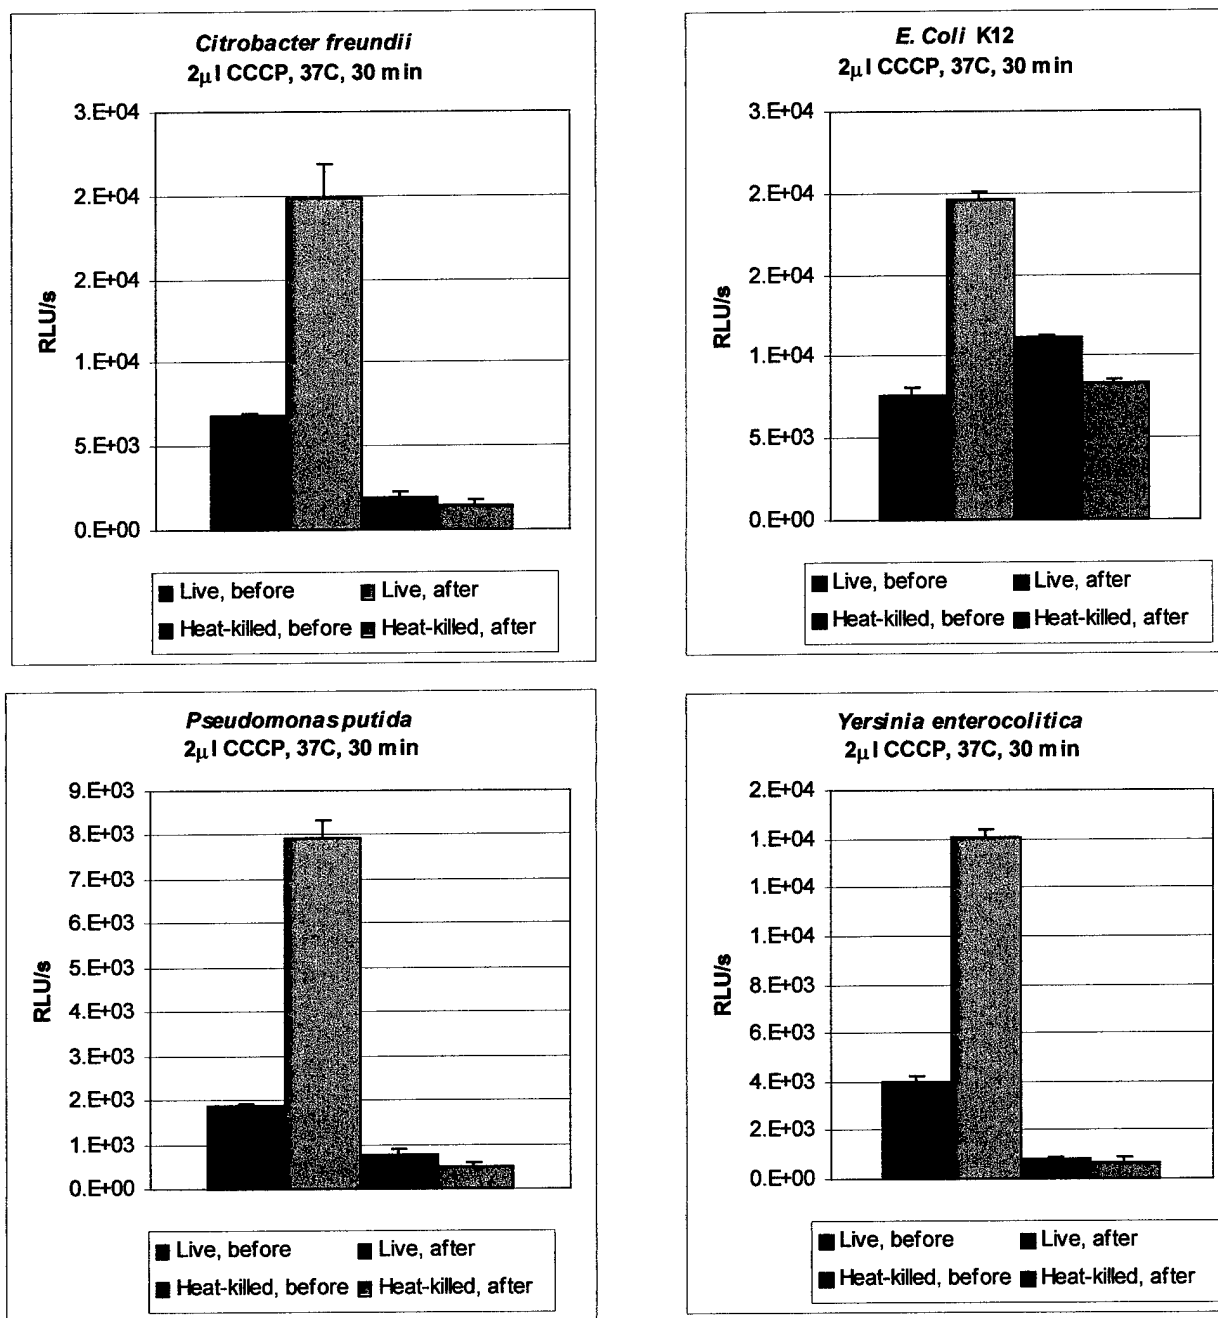 Citrobacter freundii
2μl CCCP, 37C, 30 min
3.E+04
2.E+04
2.E+04
1.E+04
5.E+03
0.E+00
RLU/s
Live, before Live, after
Heat-killed, before Heat-killed, after
E. Coli K12
2μl CCCP, 37C, 30 min
3.E+04
2.E+04
2.E+04
1.E+04
5.E+03
0.E+00
RLU/s
Live, before Live, after
Heat-killed, before Heat-killed, after
Pseudomonas putida
2μl CCCP, 37C, 30 min
9.E+03
8.E+03
7.E+03
6.E+03
5.E+03
4.E+03
3.E+03
2.E+03
1.E+03
0.E+00
RLU/s
Live, before Live, after
Heat-killed, before Heat-killed, after
Yersinia enterocolitica
2μl CCCP, 37C, 30 min
2.E+04
1.E+04
1.E+04
1.E+04
8.E+03
6.E+03
4.E+03
2.E+03
0.E+00
RLU/s
Live, before Live, after
Heat-killed, before Heat-killed, after